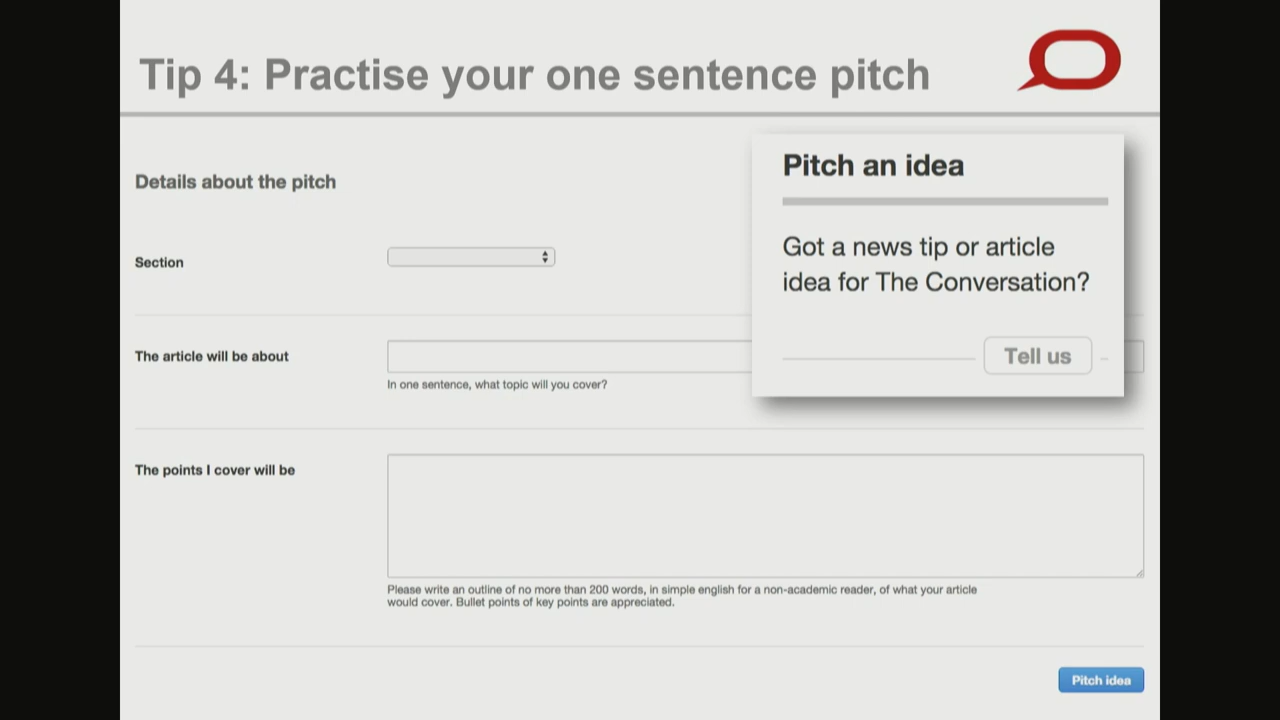 Tip 4: Practise your one sentence pitch
Details about the pitch
Pitch an idea
Got a news tip or article
idea for The Conversation?
Tell us
Section
The article will be about
In one sentence, what topic will you cover?
The points I cover will be
Please write an outline of no more than 200 words, in simple english for a non-academic reader, of what your article
would cover. Bullet points of key points are appreciated.
Pitch idea